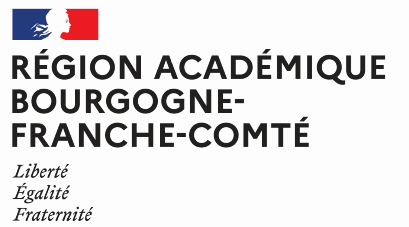 RÉGION ACADÉMIQUE
BOURGOGNE-
FRANCHE-COMTÉ
Liberté
Égalité
Fraternité